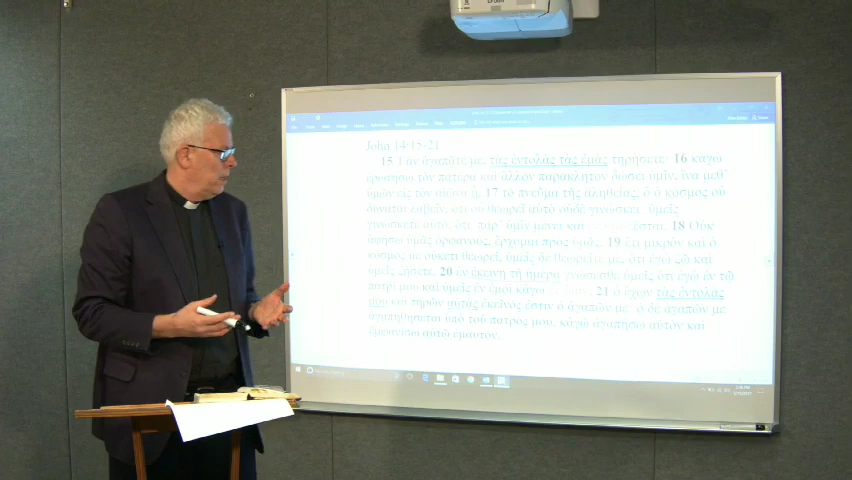 John 14:15-21
15 Ἐὰν ἀγαπᾶτέ με, τὰς ἐντολὰς τὰς ἐμὰς τηρήσετε· 16 κἀγὼ
ἐρωτήσω τὸν πατέρα καὶ ἄλλον παράκλητον δώσει ὑμῖν, ἵνα μεθ’
ὑμῶν εἰς τὸν αἰῶνα ᾖ, 17 τὸ πνεῦμα τῆς ἀληθείας, ὃ ὁ κόσμος οὐ
δύναται λαβεῖν, ὅτι οὐ θεωρεῖ αὐτὸ οὐδὲ γινώσκει· ὑμεῖς
γινώσκετε αὐτό, ὅτι παρ’ ὑμῖν μένει καὶ ἔσται. 18 Οὐκ
ἀφήσω ὑμᾶς ὀρφανούς, ἔρχομαι πρὸς ὑμᾶς. 19 ἔτι μικρὸν καὶ ὁ
κόσμος με οὐκέτι θεωρεῖ, ὑμεῖς δὲ θεωρεῖτέ με, ὅτι ἐγὼ ζῶ καὶ
ὑμεῖς ζήσετε. 20 ἐν ἐκείνῃ τῇ ἡμέρᾳ γνώσεσθε ὑμεῖς ὅτι ἐγὼ ἐν τῷ
πατρί μου καὶ ὑμεῖς ἐν ἐμοὶ κἀγὼ 21 ὁ ἔχων τὰς ἐντολάς
μου καὶ τηρῶν αὐτὰς ἐκεῖνός ἐστιν ὁ ἀγαπῶν με· ὁ δὲ ἀγαπῶν με
ἀγαπηθήσεται ὑπὸ τοῦ πατρός μου, κἀγὼ ἀγαπήσω αὐτὸν καὶ
ἐμφανίσω αὐτῷ ἐμαυτόν.